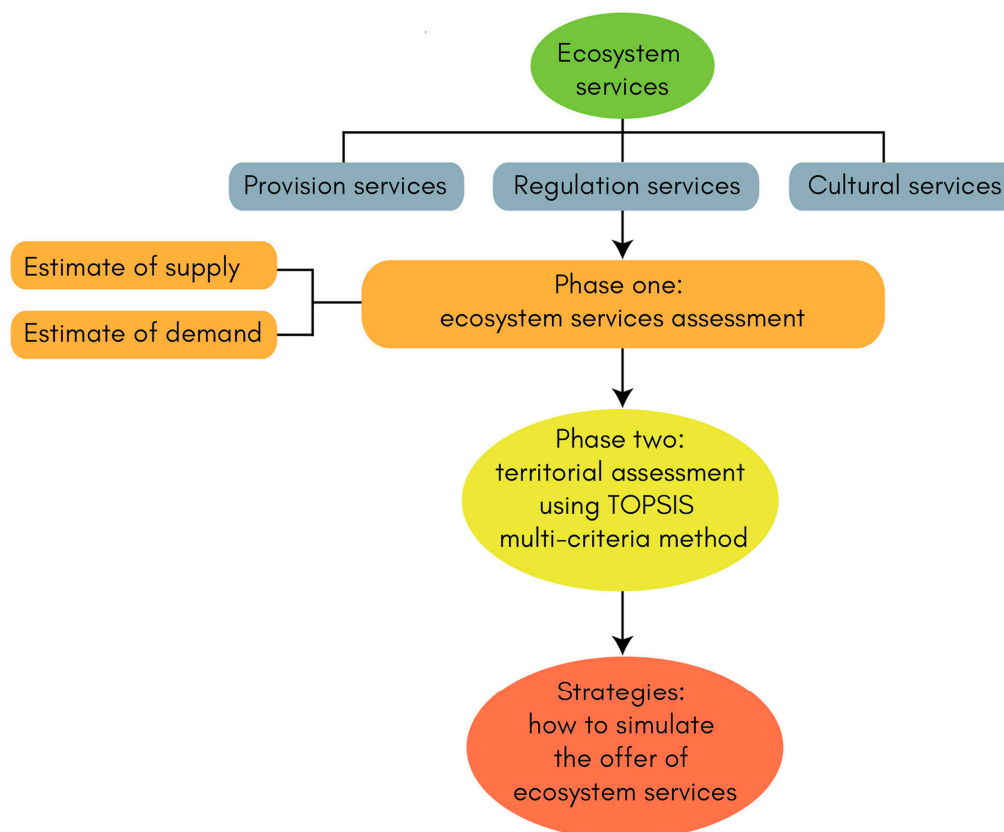 Ecosystem
services
Provision services
Regulation services
Cultural services
Estimate of supply
Estimate of demand
Phase one:
ecosystem services assessment
Phase two:
territorial assessment
using TOPSIS
multi-criteria method
Strategies:
how to simulate
the offer of
ecosystem services